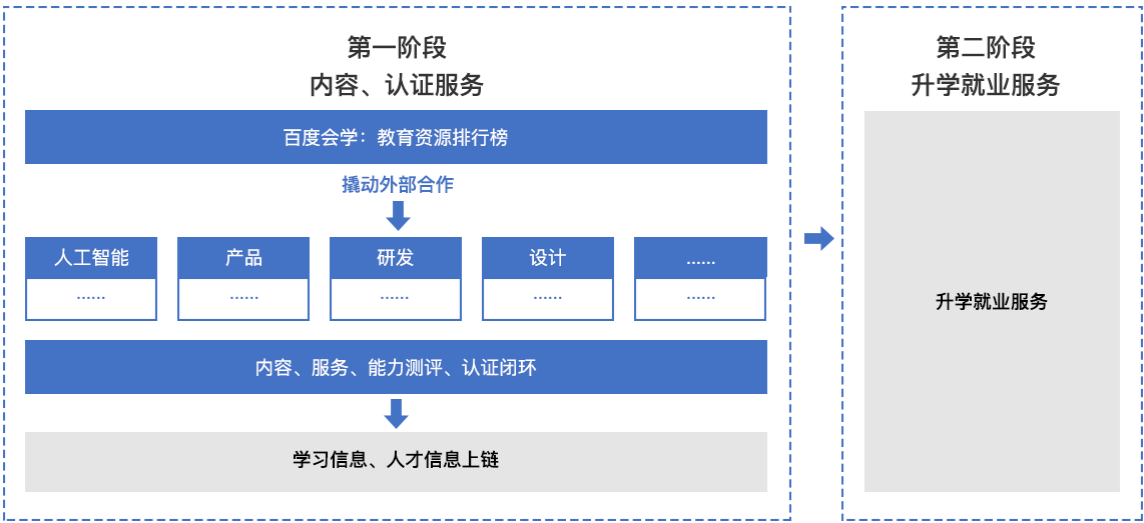 第一阶段
内容、认证服务
百度会学：教育资源排行榜
撬动外部合作
人工智能
产品
研发
设计
......
......
......
......
......
......
内容、服务、能力测评、认证闭环
学习信息、人才信息上链
第二阶段
升学就业服务
升学就业服务